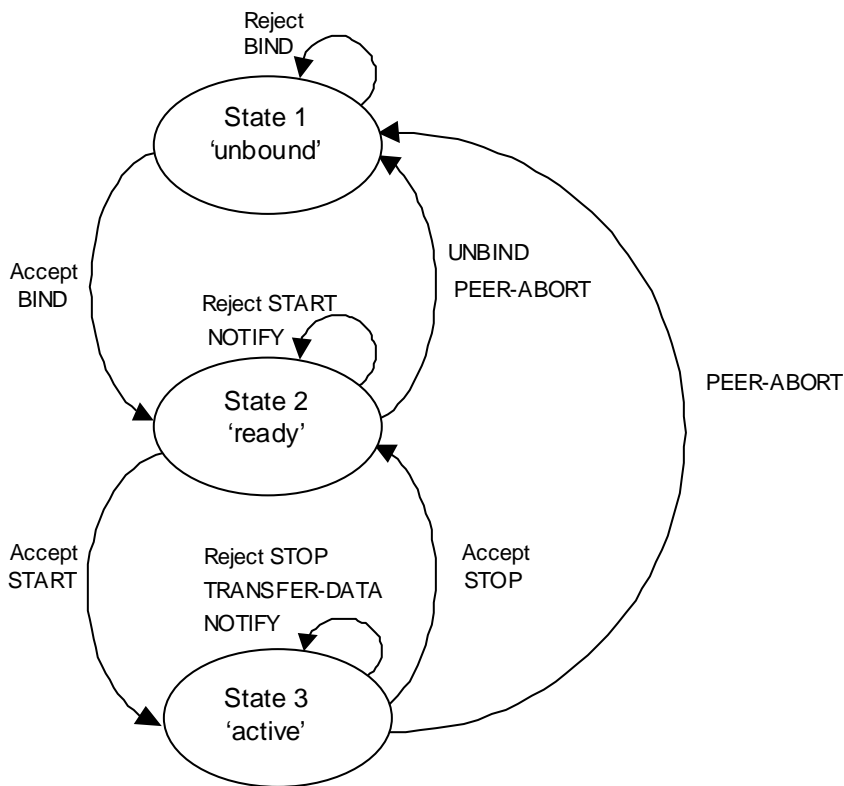 Reject
BIND
State 1
‘unbound’
Accept
BIND
UNBIND
PEER-ABORT
Reject START
NOTIFY
PEER-ABORT
State 2
‘ready’
Accept
START
Reject STOP
TRANSFER-DATA
NOTIFY
Accept
STOP
State 3
‘active’